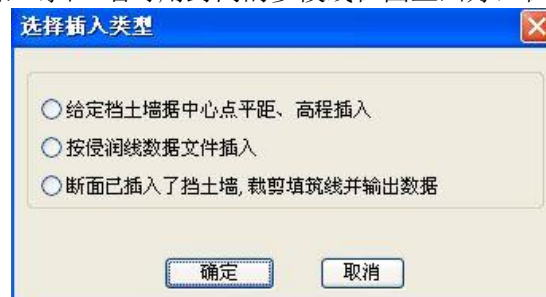 选择插入类型
给定挡土墙据中心点平距、高程插入
按侵润线数据文件插入
断面已插入了挡土墙,裁剪填筑线并输出数据
确定 取消